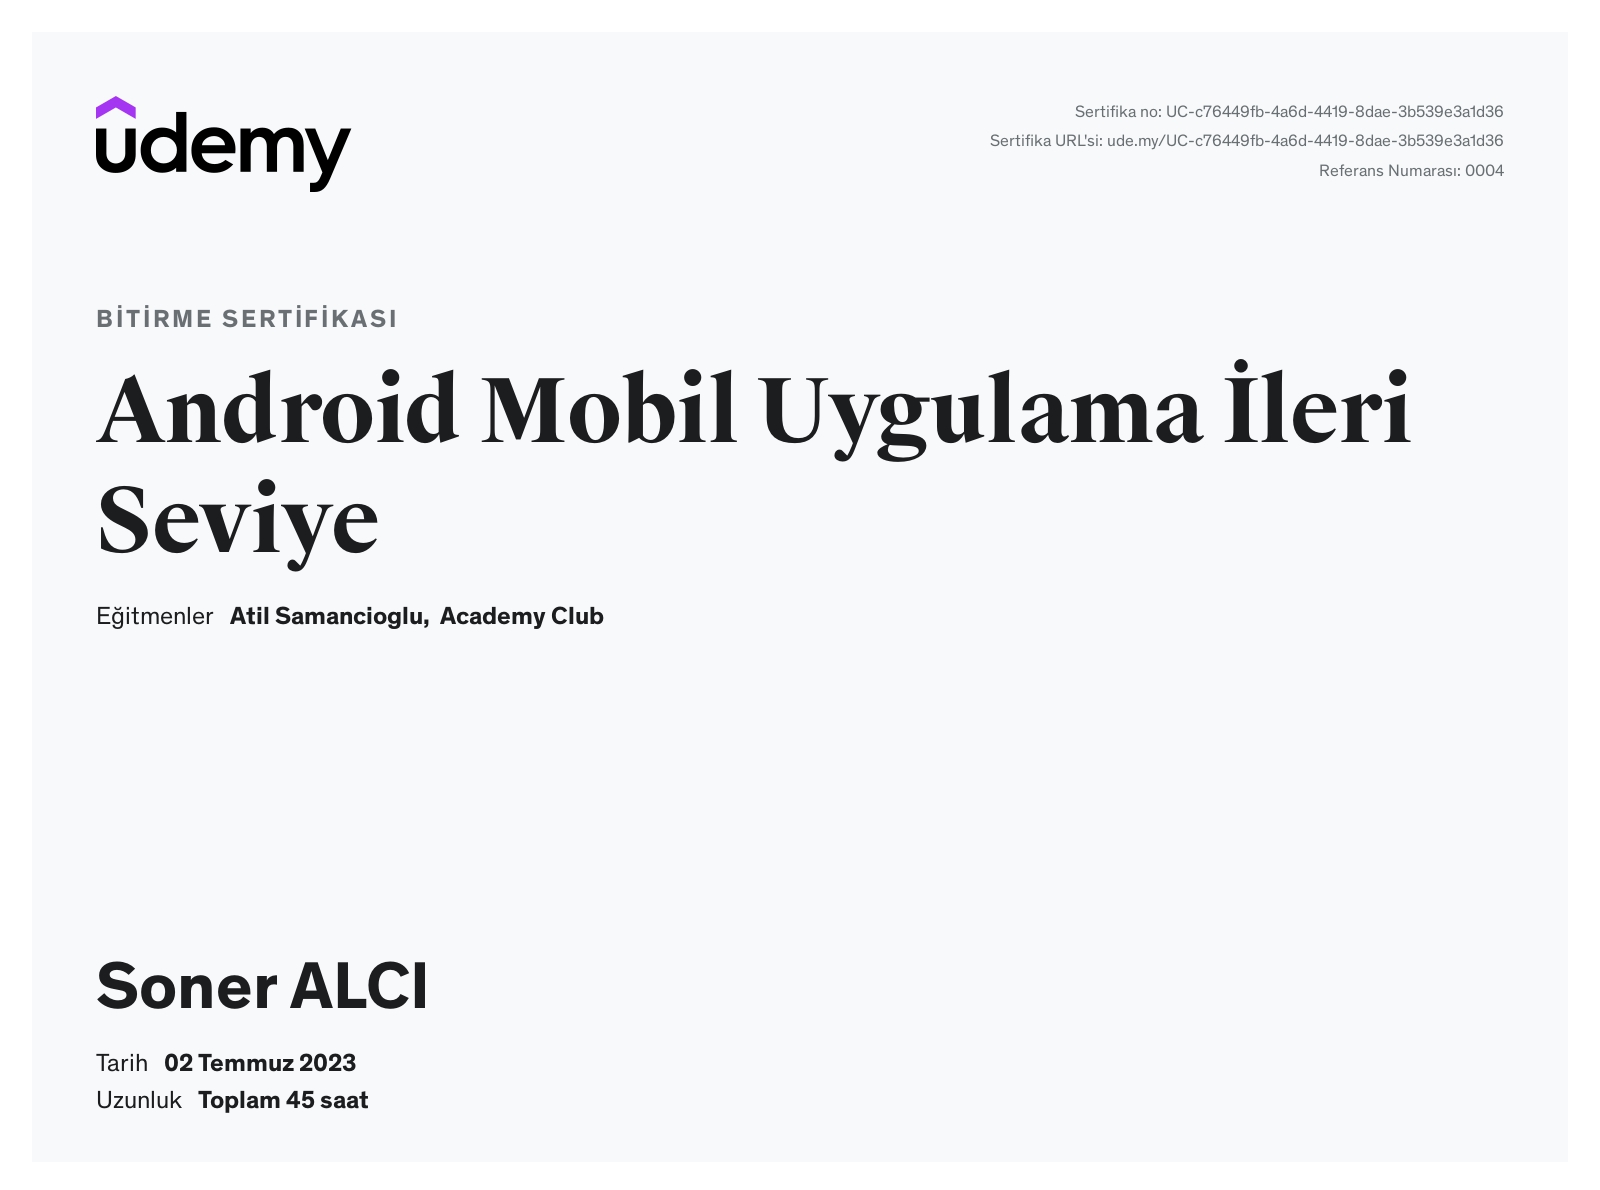 udemy
Sertifika no: UC-c76449fb-4a6d-4419-8dae-3b539e3a1d36
Sertifika URL'si: ude.my/UC-c76449fb-4a6d-4419-8dae-3b539e3a1d36
Referans Numarası: 0004
BİTİRME SERTİFİKASI
Android Mobil Uygulama İleri
Seviye
Eğitmenler Atil Samancioglu, Academy Club
Soner ALCI
Tarih 02 Temmuz 2023
Uzunluk Toplam 45 saat